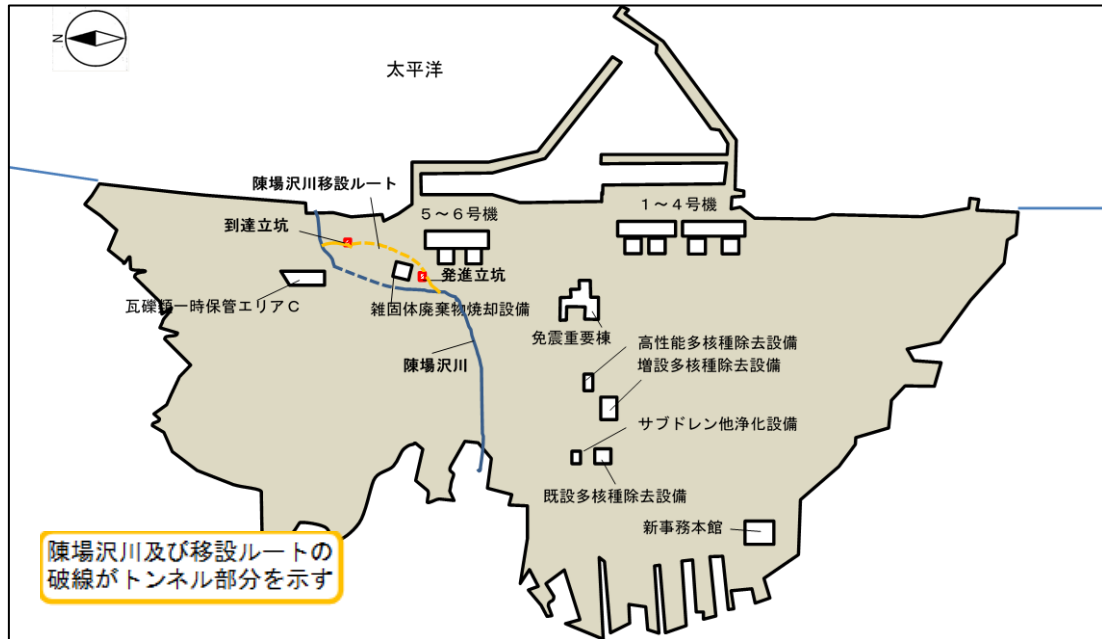 N
太平洋
陳場沢川移設ルート
5～6号機
1～4号機
到達立坑
発進立坑
瓦礫類一時保管エリアC
雑固体廃棄物焼却設備
免震重要棟
高性能多核種除去設備
陳場沢川
増設多核種除去設備
サブドレン他浄化設備
既設多核種除去設備
新事務本館
陳場沢川及び移設ルートの
破線がトンネル部分を示す